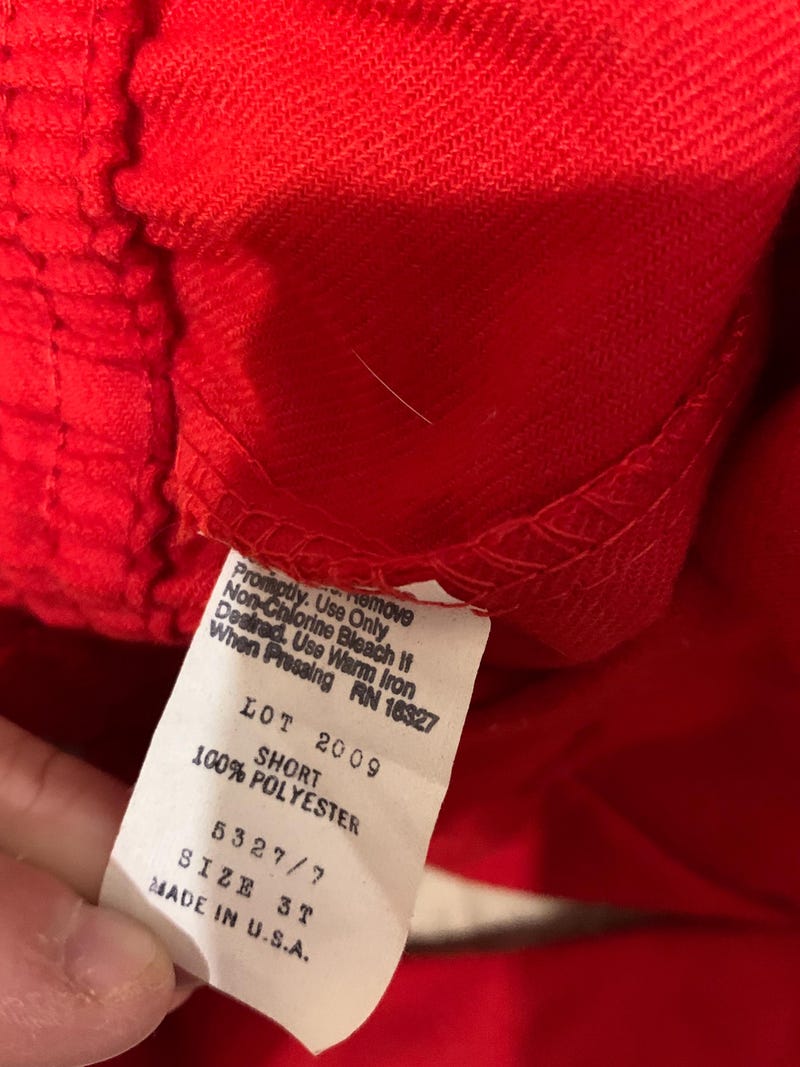 Remove
Promptly. Use Only
Non-Chlorine Bleach If
Desired. Use Warm Iron
When Pressing RN 16327
LOT 2009
SHORT
100% POLYESTER
5327/7
SIZE 3T
MADE IN U.S.A.